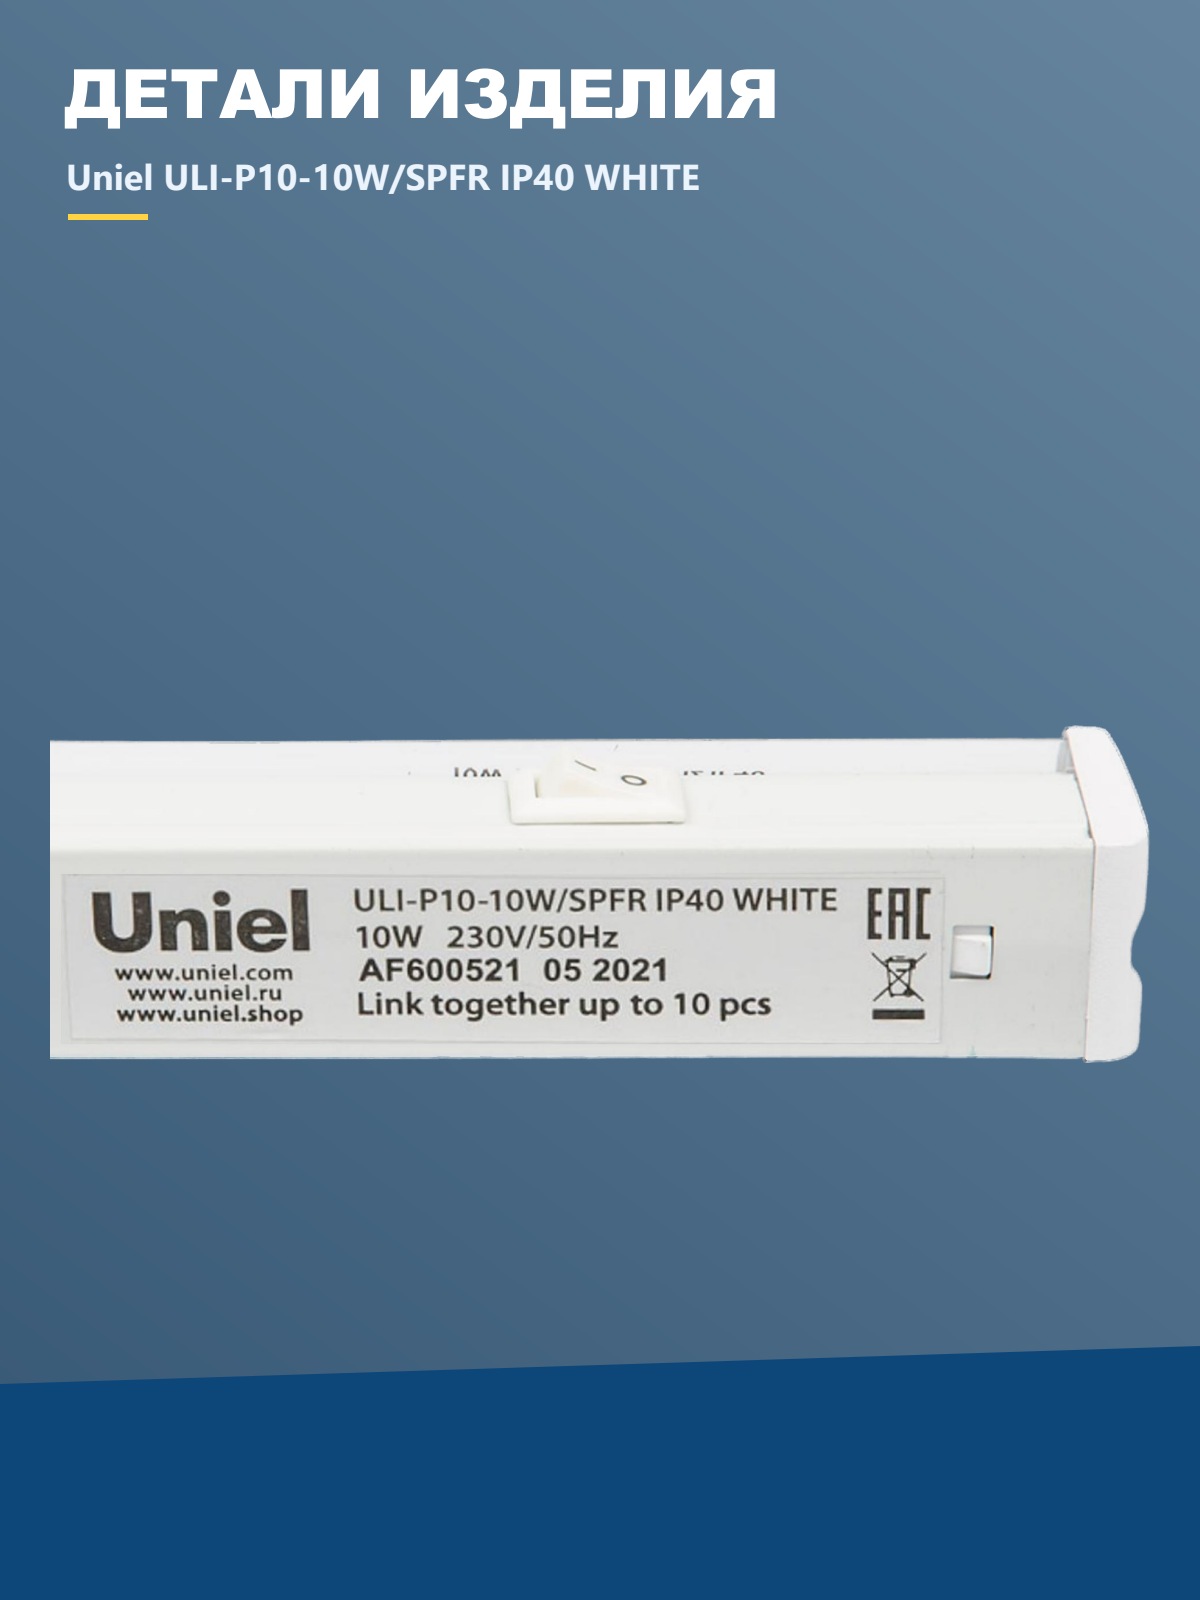 ДЕТАЛИ ИЗДЕЛИЯ
Uniel ULI-P10-10W/SPFR IP40 WHITE
Uniel
www.uniel.com
www.uniel.ru
www.uniel.shop
ULI-P10-10W/SPFR IP40 WHITE
10W 230V/50Hz
AF600521 05 2021
Link together up to 10 pcs
EAC